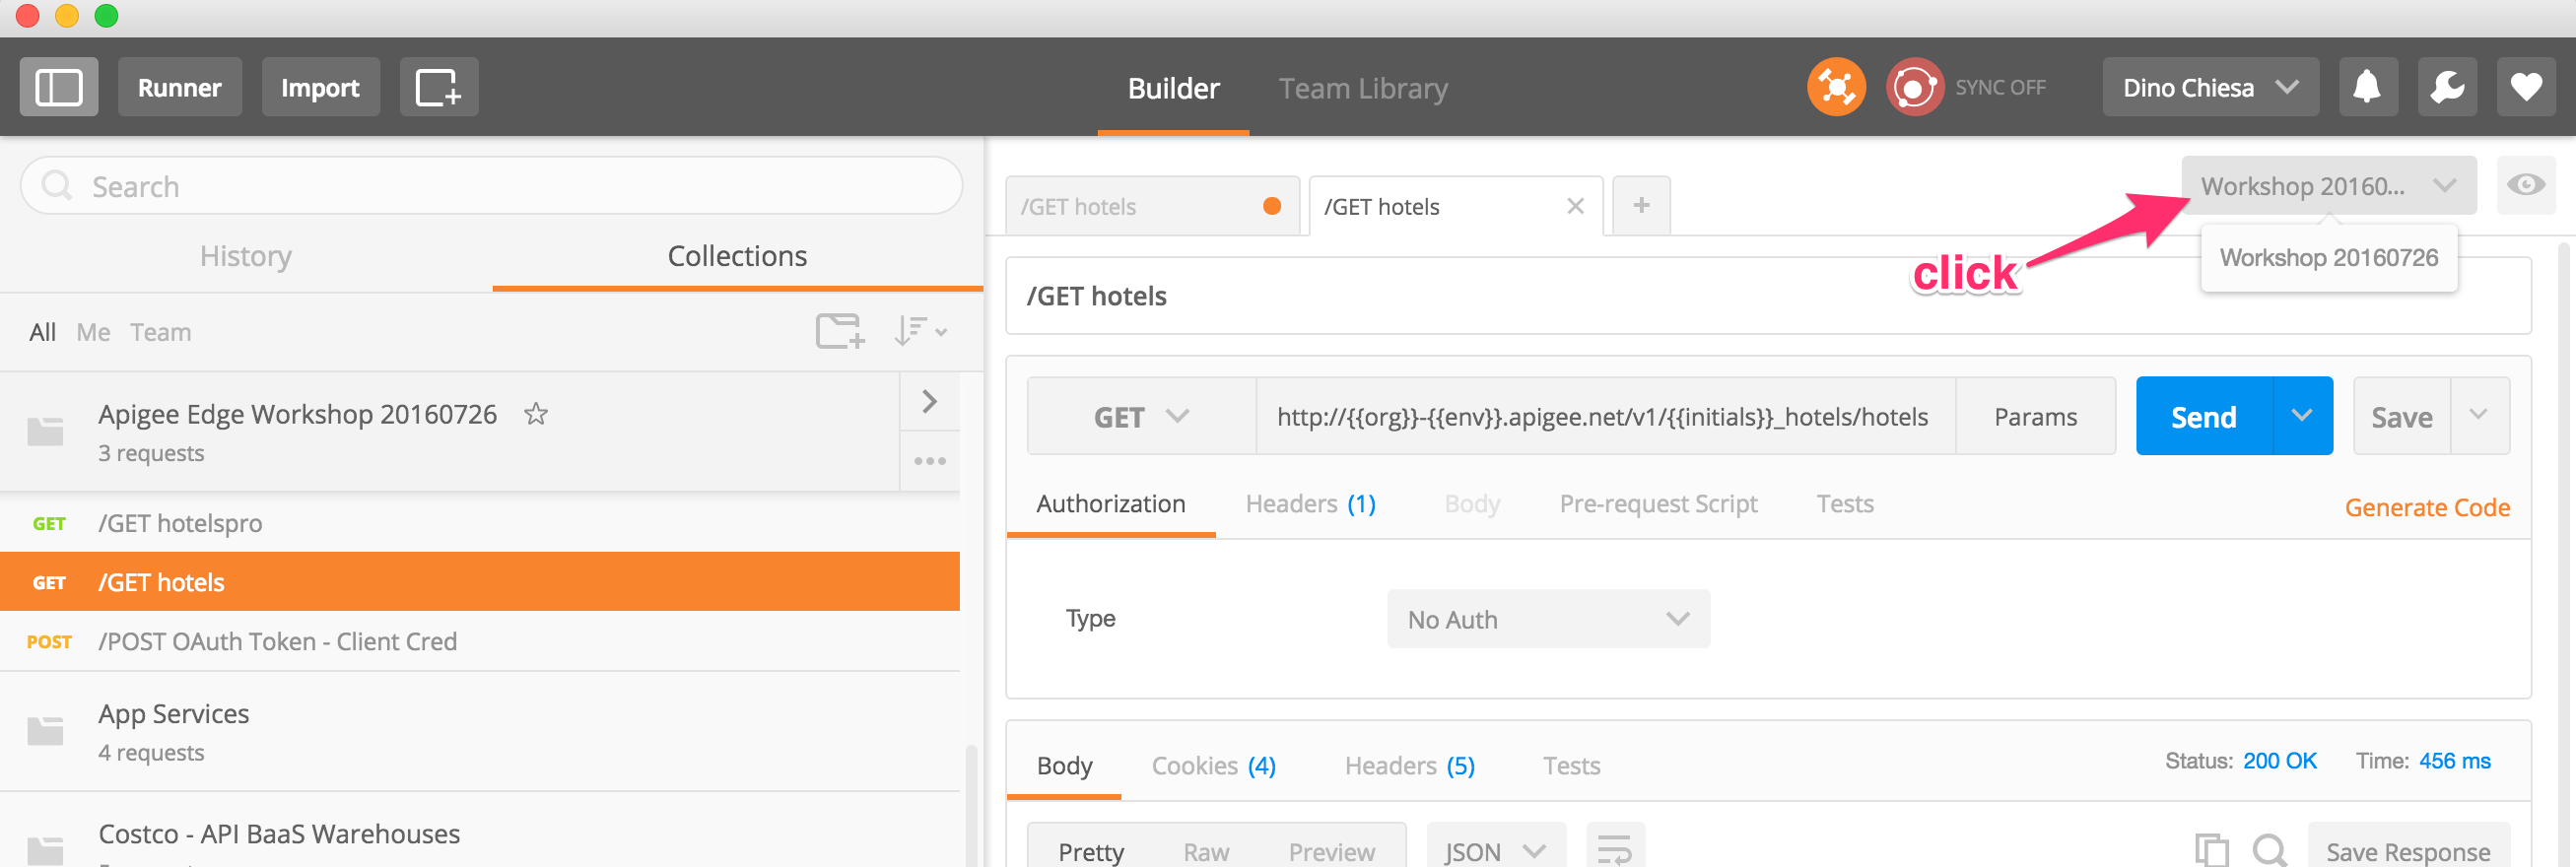 Runner
Import
Builder
Team Library
SYNC OFF
Dino Chiesa
Search
History
Collections
All Me Team
Apigee Edge Workshop 20160726
3 requests
GET /GET hotelspro
GET /GET hotels
POST /POST OAuth Token - Client Cred
App Services
4 requests
Costco - API BaaS Warehouses
/GET hotels
/GET hotels
+
Workshop 20160...
Workshop 20160726
click
/GET hotels
GET
http://{{org}}-{{env}}.apigee.net/v1/{{initials}}_hotels/hotels
Params
Send
Save
Authorization
Headers (1)
Body
Pre-request Script
Tests
Generate Code
Type
No Auth
Body
Cookies (4)
Headers (5)
Tests
Status: 200 OK
Time: 456 ms
Pretty
Raw
Preview
JSON
Save Response